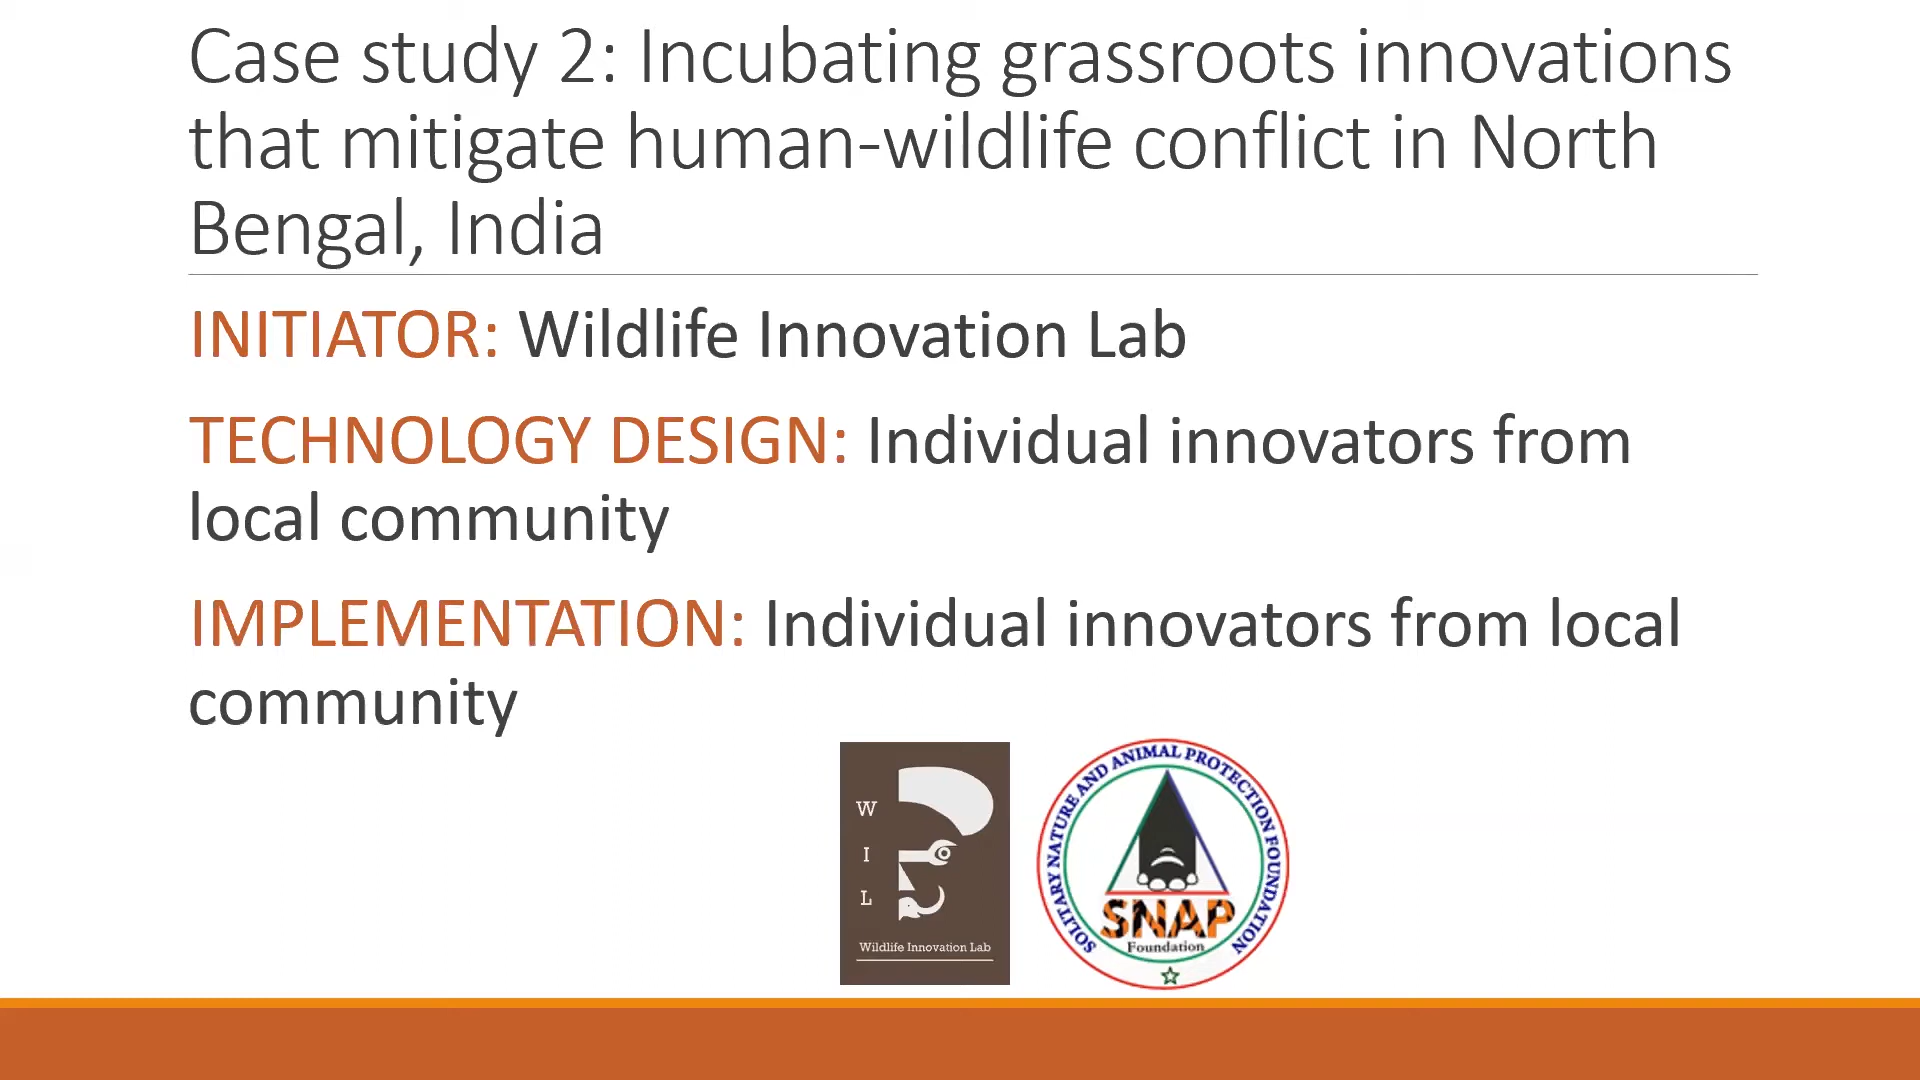 Case study 2: Incubating grassroots innovations
that mitigate human-wildlife conflict in North
Bengal, India
INITIATOR: Wildlife Innovation Lab
TECHNOLOGY DESIGN: Individual innovators from
local community
IMPLEMENTATION: Individual innovators from local
community
W
I
L
Wildlife Innovation Lab
SOLITARY NATURE AND ANIMAL PROTECTION FOUNDATION
SNAP
Foundation